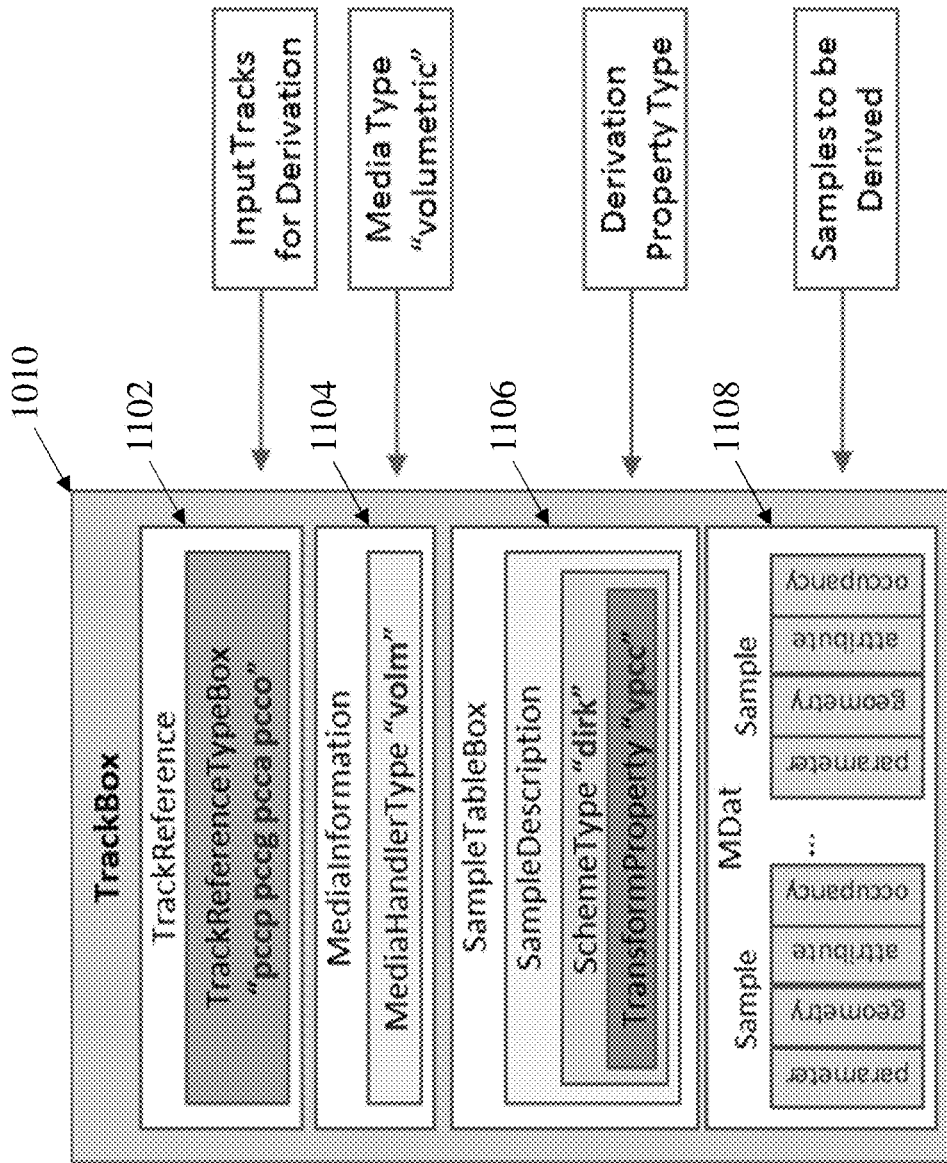 1010
TrackBox
1102
TrackReference
TrackReferenceTypeBox
“pccp pccg pcca pco”
Input Tracks
for Derivation
1104
MediaInformation
MediaHandlerType “volm”
Media Type
“volumetric”
1106
SampleTableBox
SampleDescription
SchemeType “dirk”
TransformProperty “vpcc”
Derivation
Property Type
1108
MDat
Sample
parameter
geometry
attribute
occupancy
...
Sample
parameter
geometry
attribute
occupancy
Samples to be
Derived